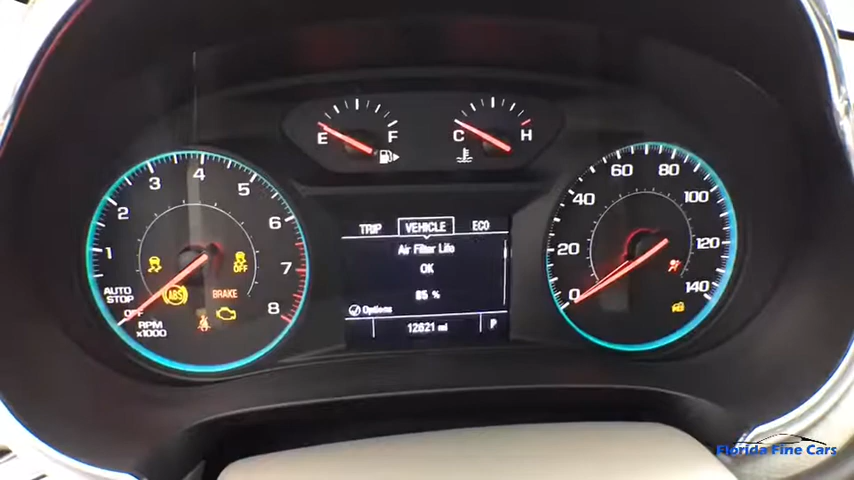 E F
C H
1 2 3 4 5 6 7 8
AUTO
STOP
OFF
RPM
x1000
ABS
OFF
BRAKE
TRIP VEHICLE ECO
Air Filter Life
OK
85 %
Options
12621 mi P
0 20 40 60 80 100 120 140
Florida Fine Cars